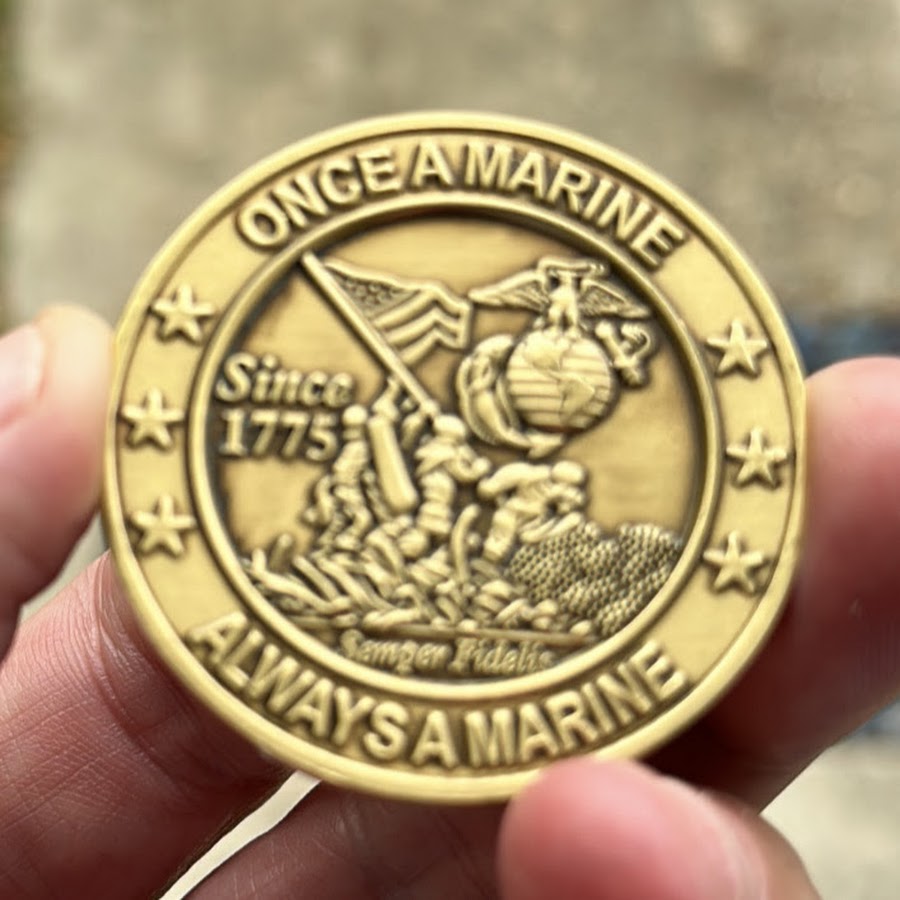 ONCE A MARINE
Since
1775
Semper Fidelis
ALWAYS A MARINE